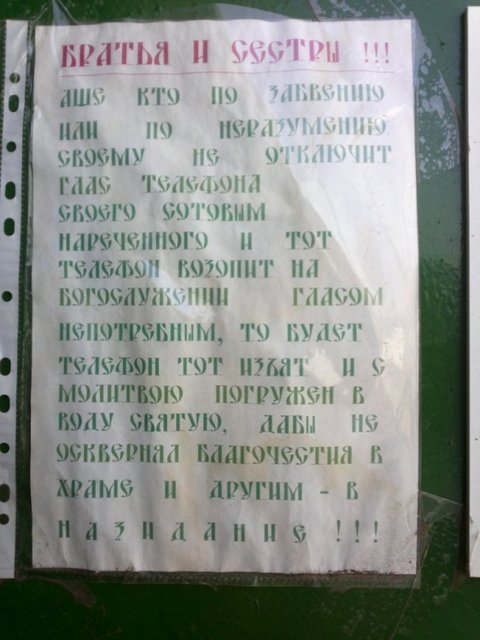 БРАТЬЯ И СЕСТРЫ !!!
АШЕ КТО ПО ЗАБВЕНИЮ
ИЛИ ПО НЕРАЗУМЕНИЮ
СВОЕМУ НЕ ОТКЛЮЧИТ
ГЛАС ТЕЛЕФОНА
СВОЕГО СОТОВЫМ
НАРЕЧЕННОГО И ТОТ
ТЕЛЕФОН ВОЗОПИТ НА
БОГОСЛУЖЕНИИ ГЛАСОМ
НЕПОТРЕБНЫМ, ТО БУДЕТ
ТЕЛЕФОН ТОТ ИЗЪЯТ И С
МОЛИТВОЮ ПОГРУЖЕН В
ВОДУ СВЯТУЮ, ДАБЫ НЕ
ОСКВЕРНЯЛ БЛАГОЧЕСТИЯ В
ХРАМЕ И ДРУГИМ - В
НАЗИДАНИЕ !!!